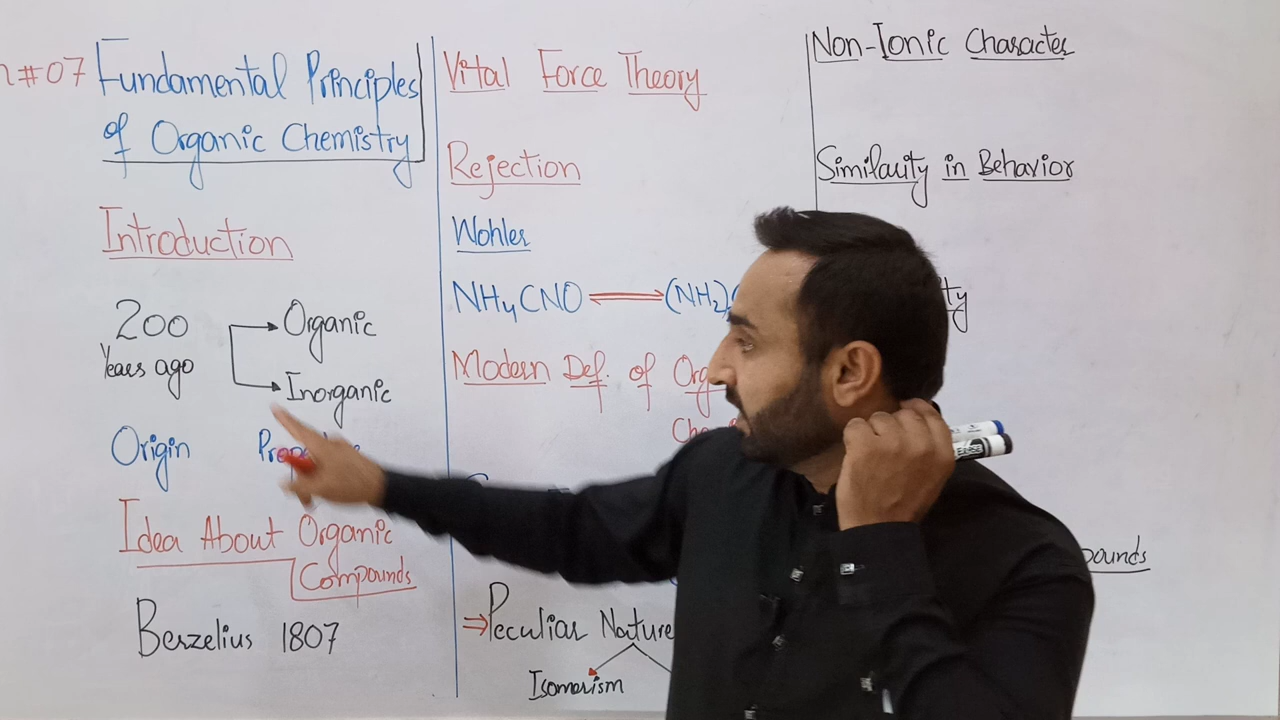 #07 Fundamental Principles
of Organic Chemistry
Introduction
200
Years ago
Organic
Inorganic
Origin
Idea About Organic
Compounds
Berzelius 1807
Vital Force Theory
Rejection
Wohler
NH4CNO ⇌ (NH2)
Modern Def. of
⇒ Peculiar Nature
Isomerism
Non-Ionic Character
Similarity in Behavior